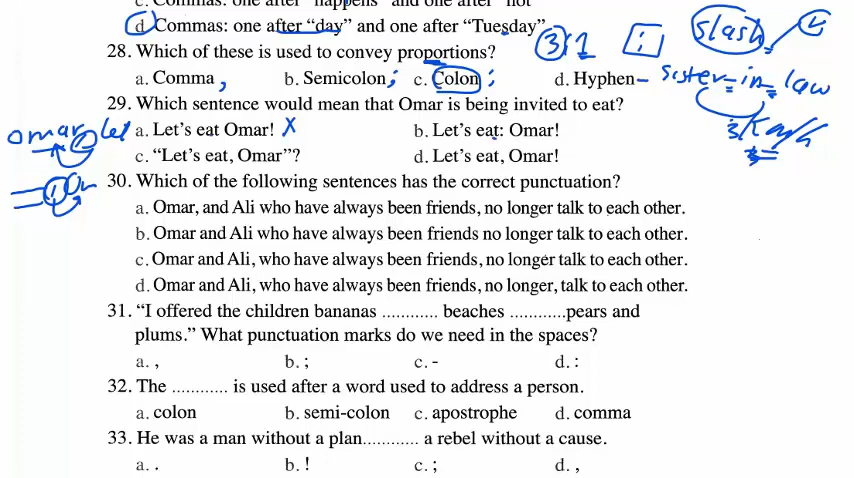 c. Commas: one after “happens” and one after “not”
d. Commas: one after “day” and one after “Tuesday”
slash
28. Which of these is used to convey proportions? 3:1 :
a. Comma , b. Semicolon ; c. Colon : d. Hyphen - sister-in-law
29. Which sentence would mean that Omar is being invited to eat?
Omar, let a. Let’s eat Omar! X b. Let’s eat: Omar!
c. “Let’s eat, Omar”? d. Let’s eat, Omar!
30. Which of the following sentences has the correct punctuation?
a. Omar, and Ali who have always been friends, no longer talk to each other.
b. Omar and Ali who have always been friends no longer talk to each other.
c. Omar and Ali, who have always been friends, no longer talk to each other.
d. Omar and Ali, who have always been friends, no longer, talk to each other.
31. “I offered the children bananas ............ beaches ............pears and
plums.” What punctuation marks do we need in the spaces?
a. , b. ; c. - d. :
32. The ............ is used after a word used to address a person.
a. colon b. semi-colon c. apostrophe d. comma
33. He was a man without a plan............ a rebel without a cause.
a. . b. ! c. ; d. ,